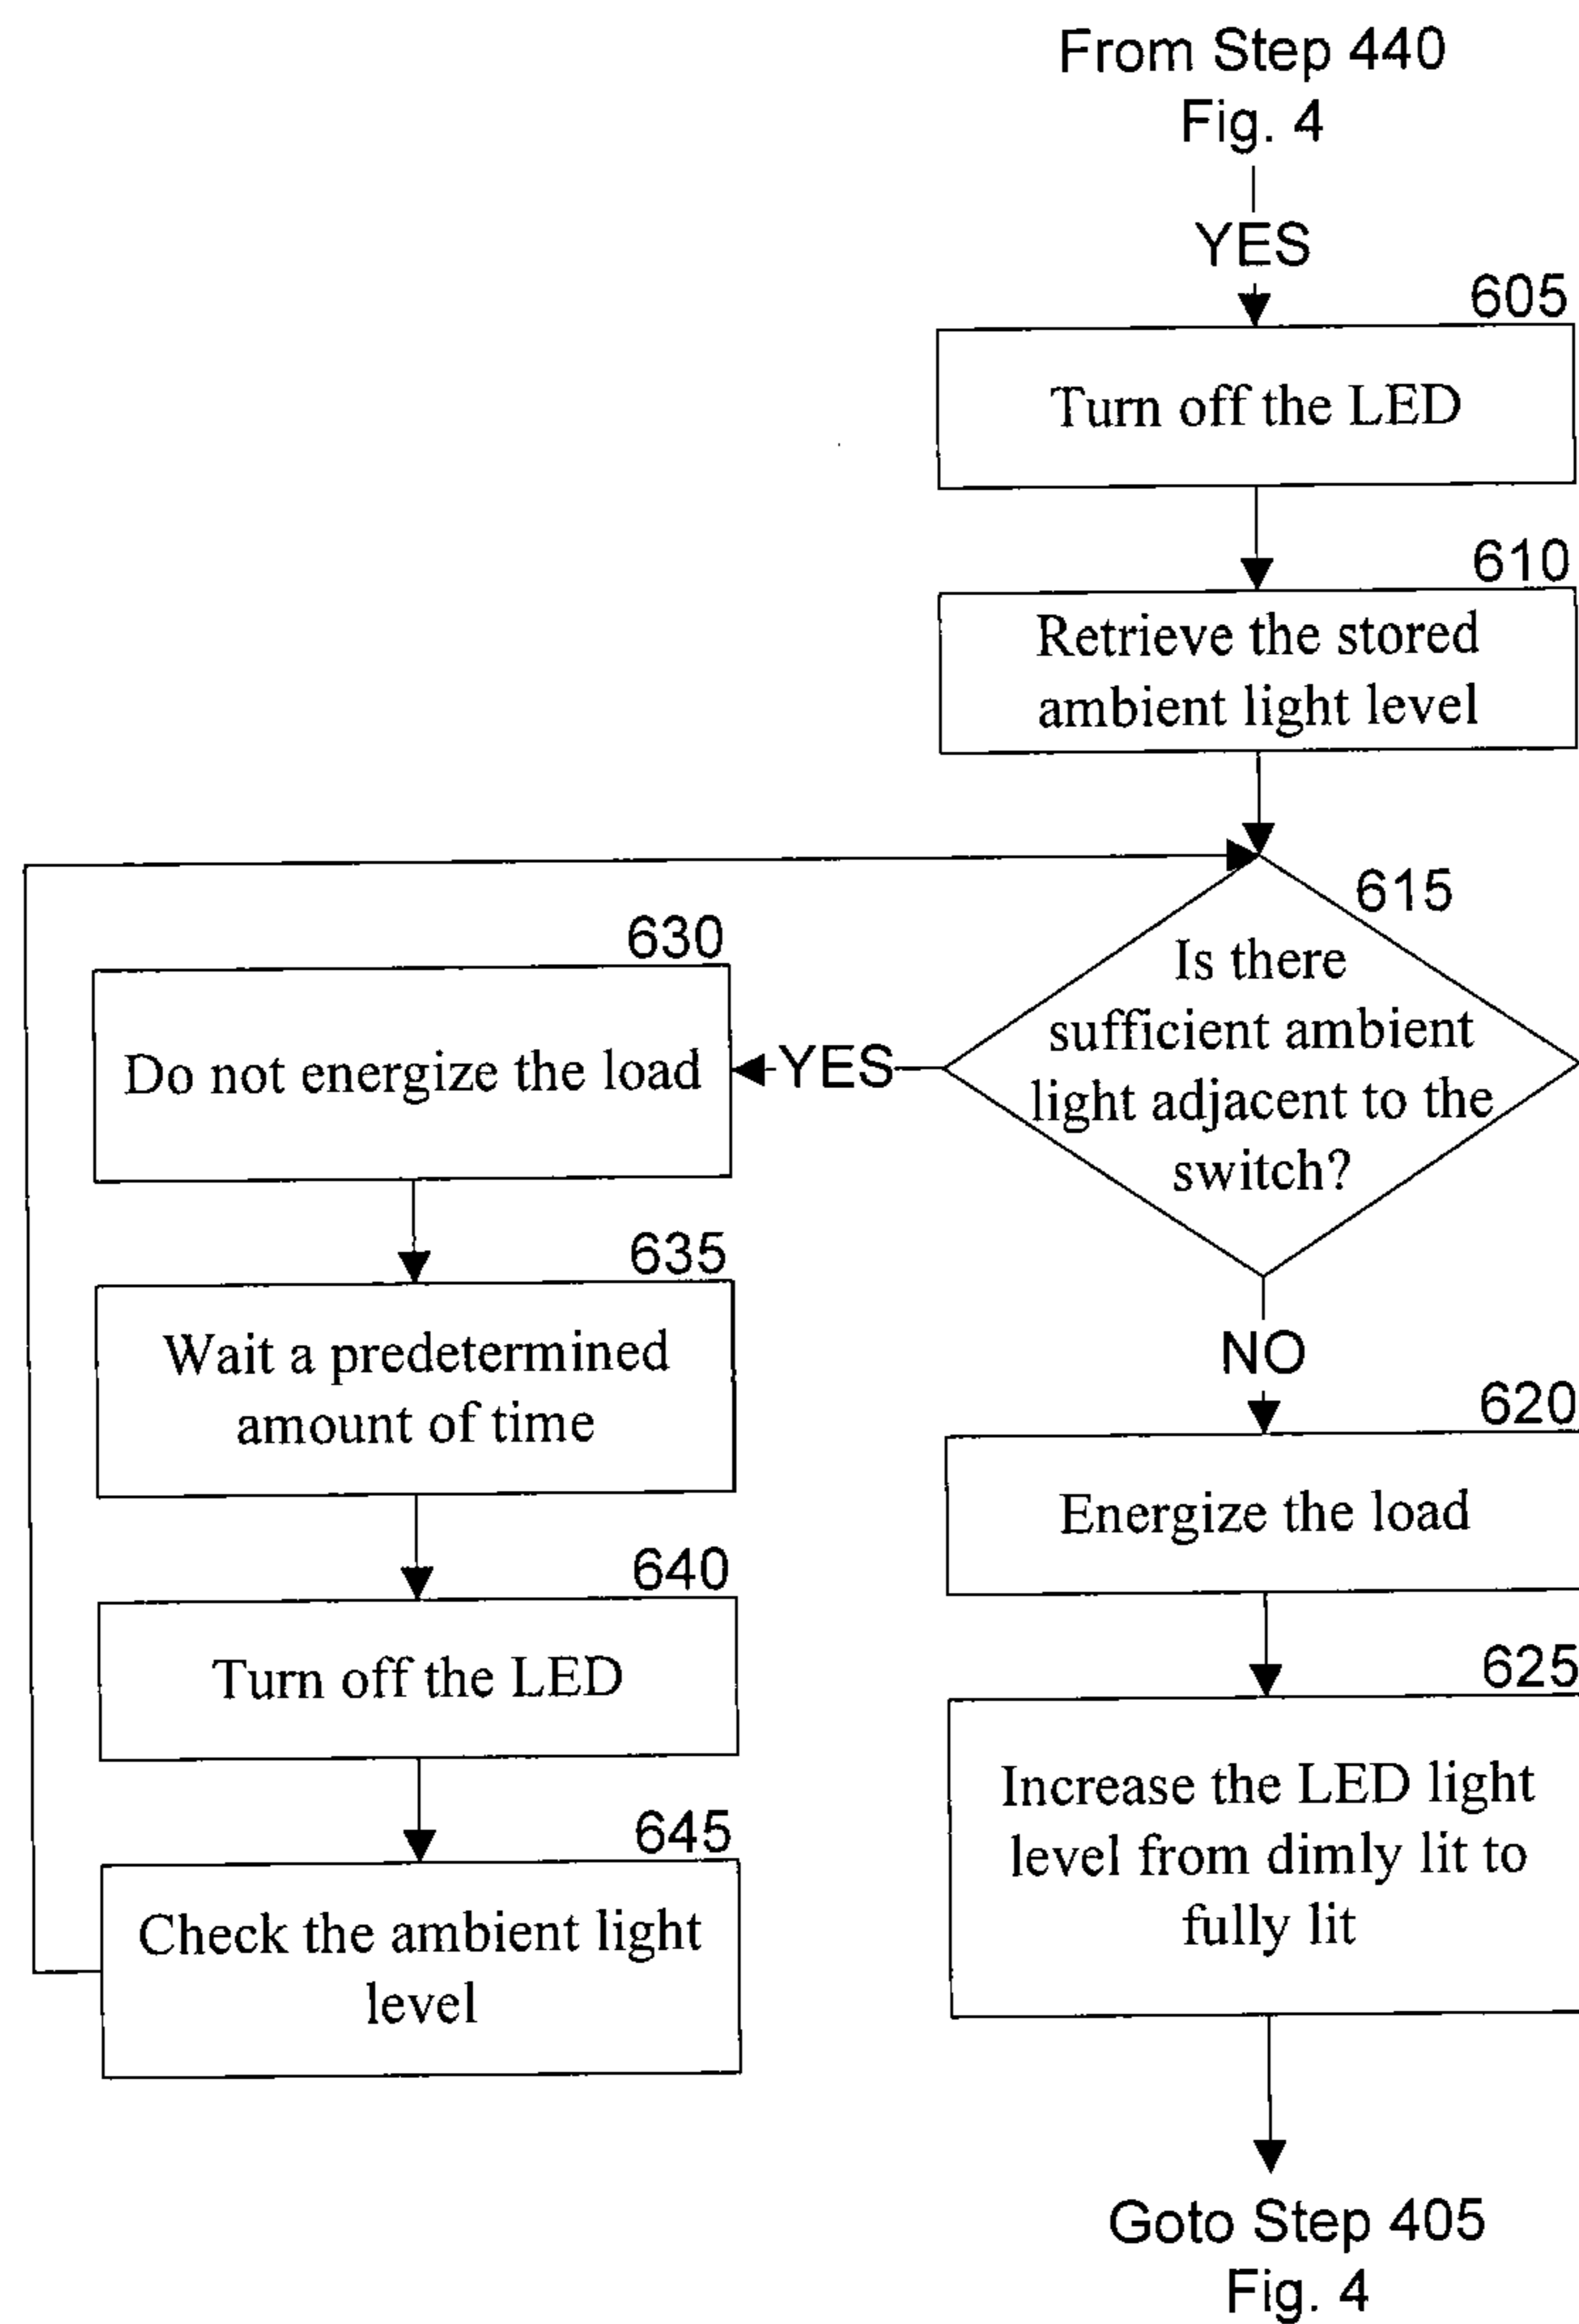 From Step 440
Fig. 4
YES
605
Turn off the LED
610
Retrieve the stored
ambient light level
615
Is there
sufficient ambient
light adjacent to the
switch?
YES
630
Do not energize the load
635
Wait a predetermined
amount of time
640
Turn off the LED
645
Check the ambient light
level
NO
620
Energize the load
625
Increase the LED light
level from dimly lit to
fully lit
Goto Step 405
Fig. 4